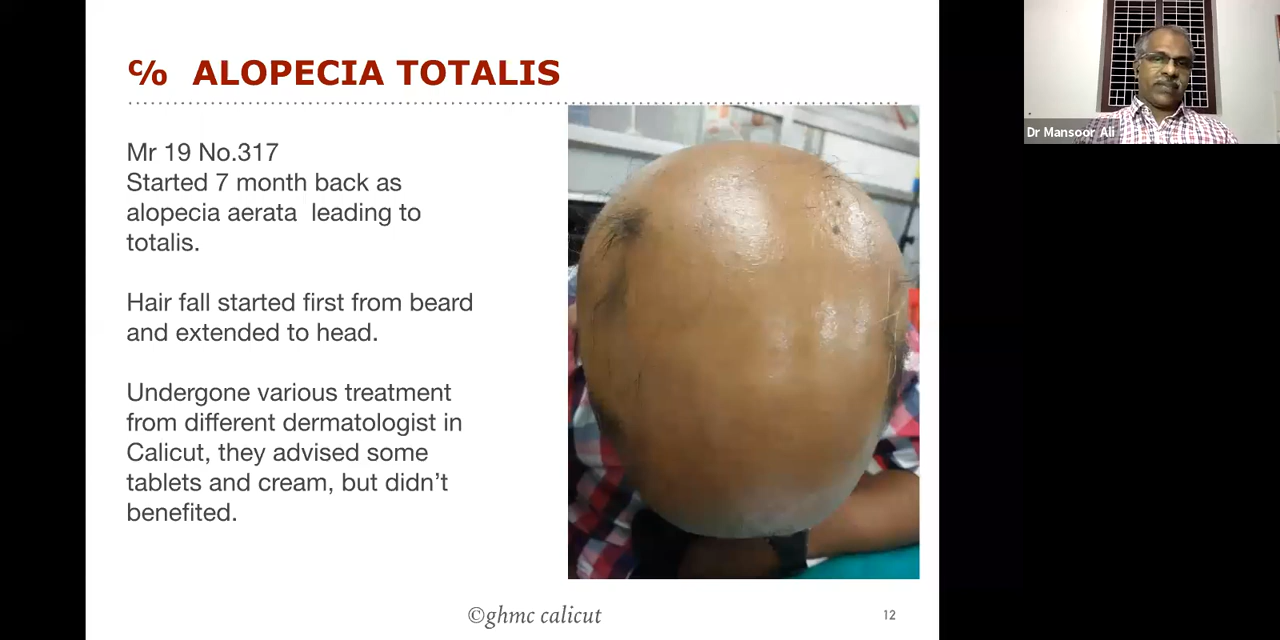 ℅ ALOPECIA TOTALIS
Mr 19 No.317
Started 7 month back as
alopecia aerata leading to
totalis.
Hair fall started first from beard
and extended to head.
Undergone various treatment
from different dermatologist in
Calicut, they advised some
tablets and cream, but didn’t
benefited.
©ghmc calicut
12
Dr Mansoor Ali